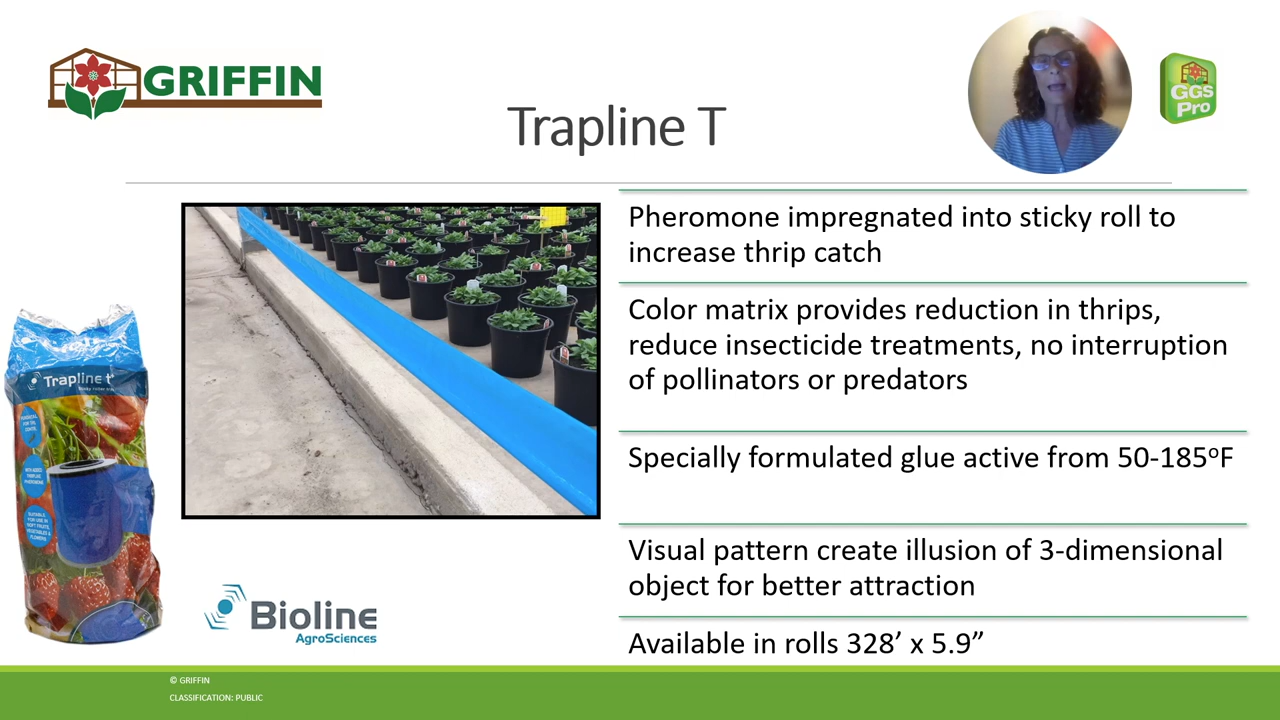 GRIFFIN
GGS
Pro
Trapline T
Pheromone impregnated into sticky roll to
increase thrip catch
Color matrix provides reduction in thrips,
reduce insecticide treatments, no interruption
of pollinators or predators
Specially formulated glue active from 50-185°F
Visual pattern create illusion of 3-dimensional
object for better attraction
Available in rolls 328’ x 5.9”
Trapline t
Bioline
AgroSciences
© GRIFFIN
CLASSIFICATION: PUBLIC